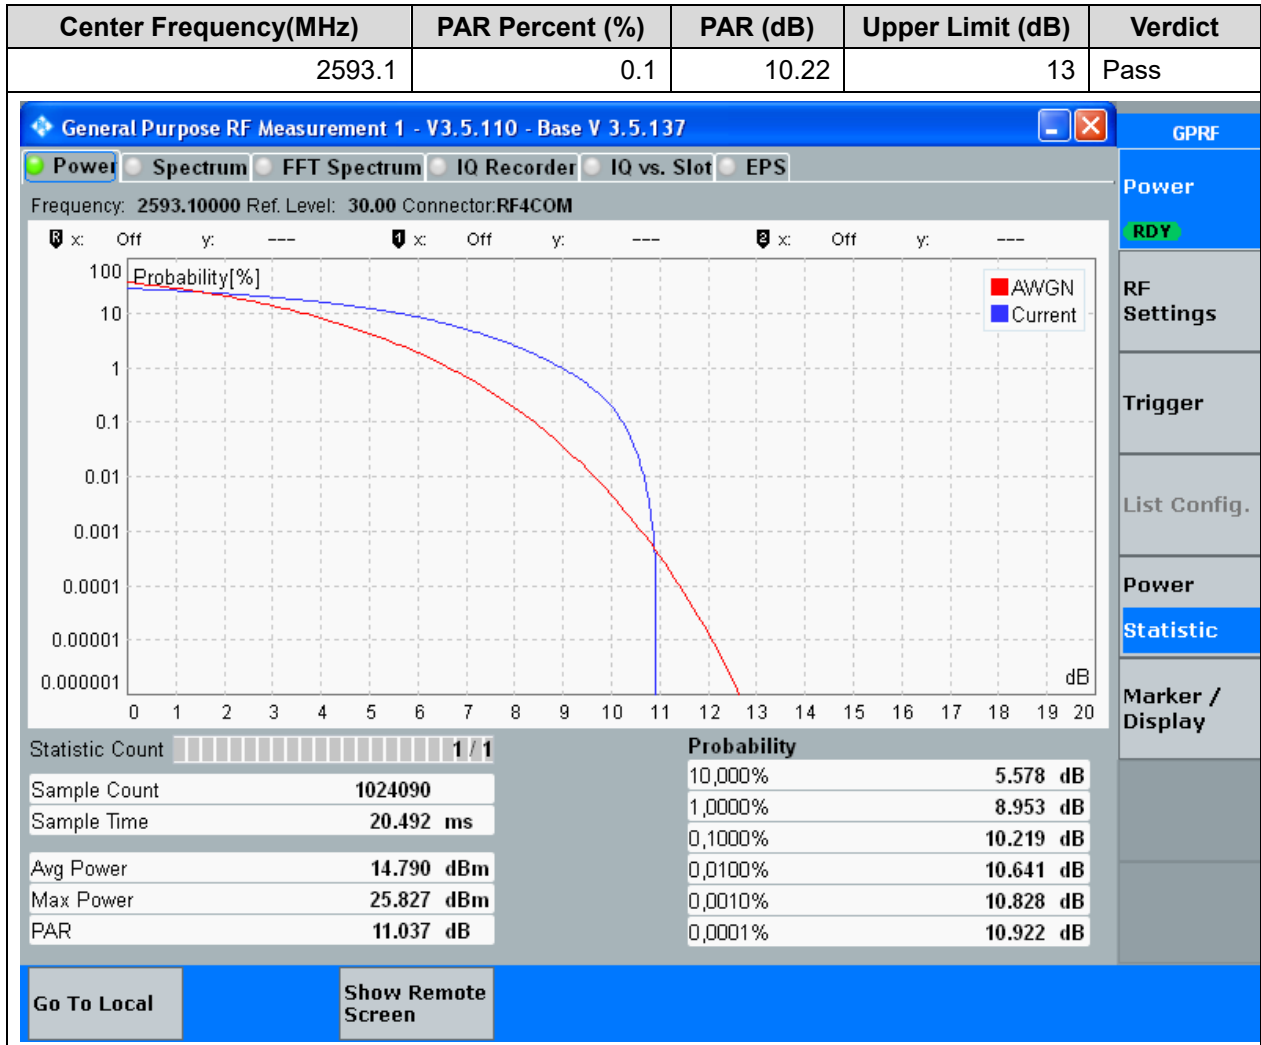 Center Frequency(MHz) PAR Percent (%) PAR (dB) Upper Limit (dB) Verdict
2593.1 0.1 10.22 13 Pass
General Purpose RF Measurement 1 - V3.5.110 - Base V 3.5.137
GPRF
Power Spectrum FFT Spectrum IQ Recorder IQ vs. Slot EPS
Power
RDY
Frequency: 2593.10000 Ref. Level: 30.00 Connector:RF4COM
R x: Off y: --- 1 x: Off y: --- 2 x: Off y: ---
Probability[%]
AWGN
Current
100
10
1
0.1
0.01
0.001
0.0001
0.00001
0.000001
dB
0 1 2 3 4 5 6 7 8 9 10 11 12 13 14 15 16 17 18 19 20
RF
Settings
Trigger
List Config.
Power
Statistic
Marker /
Display
Statistic Count 1 / 1
Sample Count 1024090
Sample Time 20.492 ms
Avg Power 14.790 dBm
Max Power 25.827 dBm
PAR 11.037 dB
Probability
10,000% 5.578 dB
1,0000% 8.953 dB
0,1000% 10.219 dB
0,0100% 10.641 dB
0,0010% 10.828 dB
0,0001% 10.922 dB
Go To Local
Show Remote
Screen